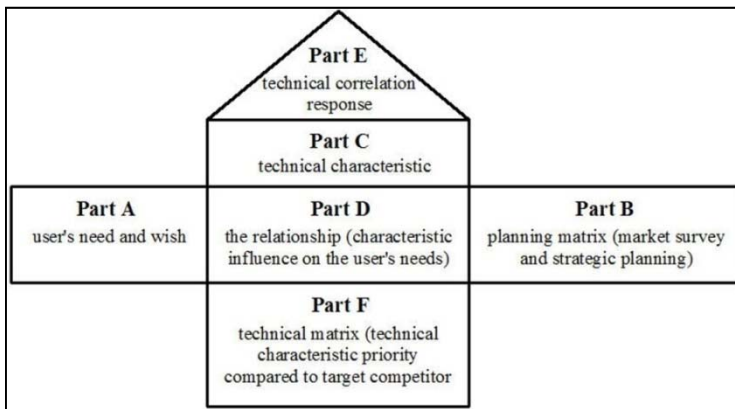 Part E
technical correlation
response
Part C
technical characteristic
Part A
user's need and wish
Part D
the relationship (characteristic
influence on the user's needs)
Part B
planning matrix (market survey
and strategic planning)
Part F
technical matrix (technical
characteristic priority
compared to target competitor